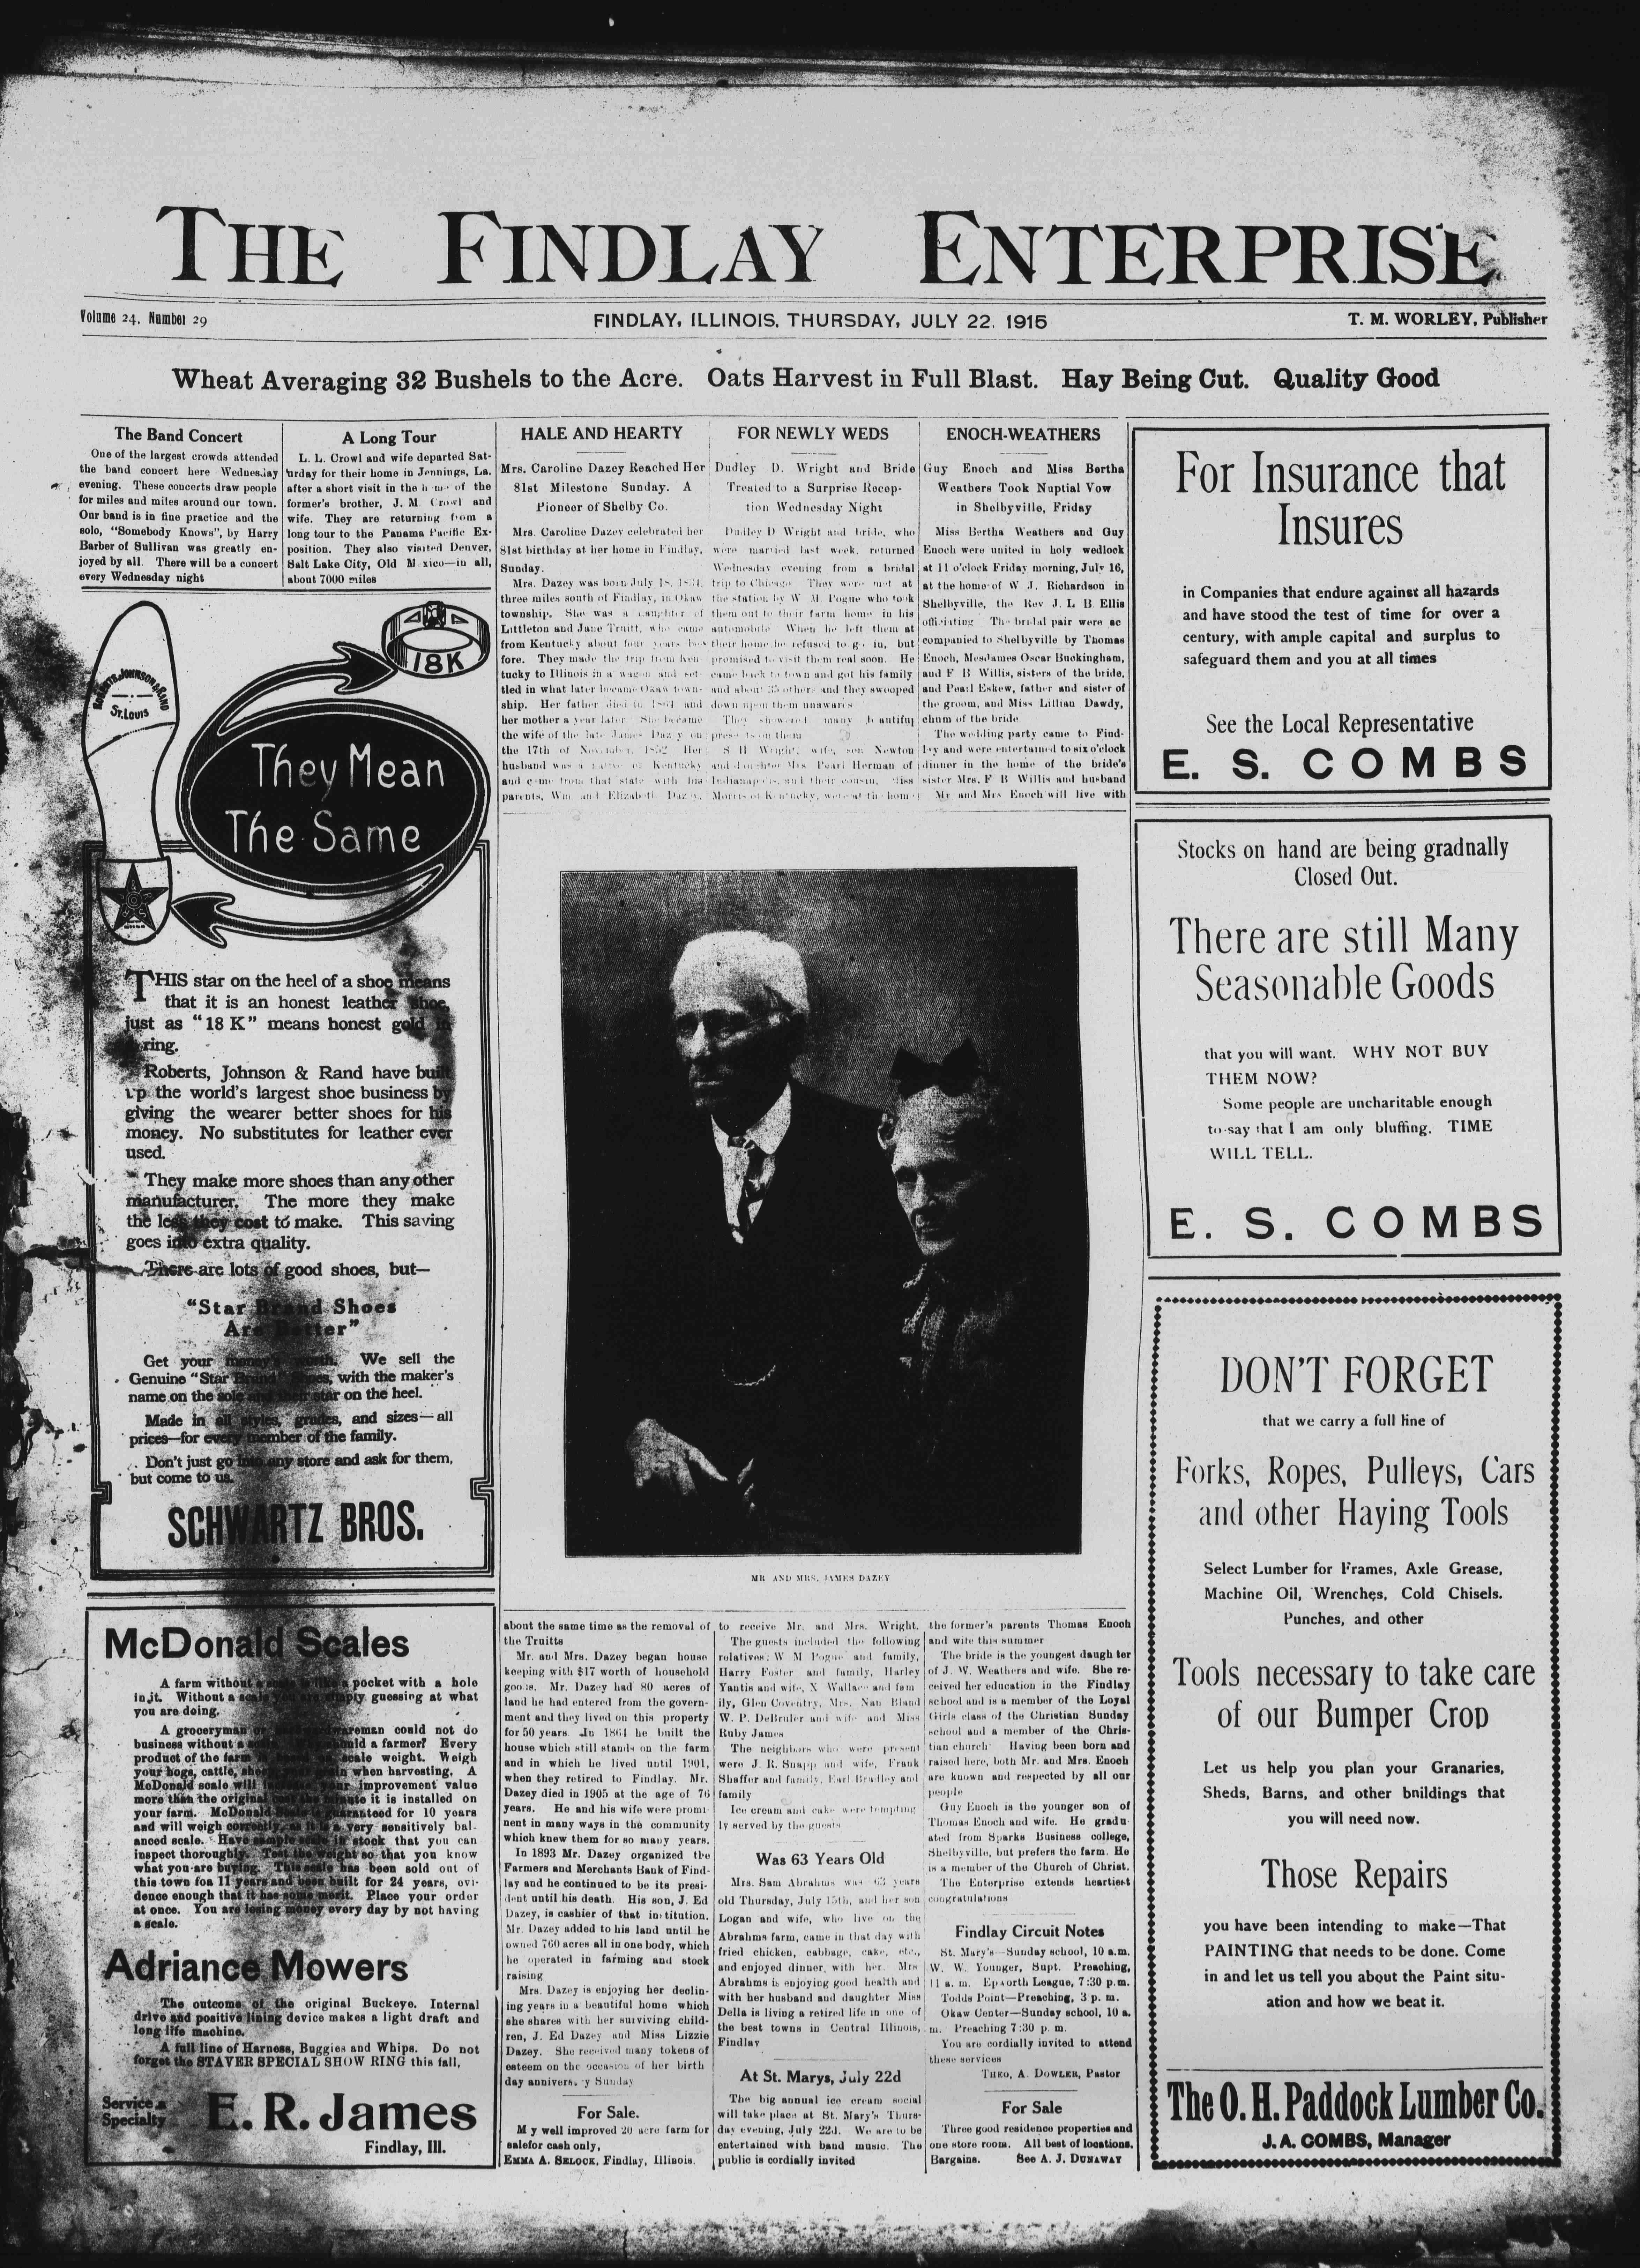 THE FINDLAY ENTERPRISE
Volume 24. Number 29
FINDLAY, ILLINOIS, THURSDAY, JULY 22, 1915
T. M. WORLEY, Publisher
Wheat Averaging 32 Bushels to the Acre. Oats Harvest in Full Blast. Hay Being Cut. Quality Good
The Band Concert
One of the largest crowds attended
the band concert here Wednesday
evening. These concerts draw people
for miles and miles around our town.
Our band is in fine practice and the
solo, "Somebody Knows", by Harry
Barber of Sullivan was greatly en-
joyed by all. There will be a concert
every Wednesday night
A Long Tour
L. L. Crowl and wife departed Sat-
urday for their home in Jennings, La.
after a short visit in the of the
former's brother, J. M. Crowl and
wife. They are returning from a
long tour to the Panama Pacific Ex-
position. They also visited Denver,
Salt Lake City, Old M xico—in all,
about 7000 miles
ROBERTS, JOHNSON & RAND
ST. LOUIS
18K
They Mean
The Same
THIS star on the heel of a shoe means
that it is an honest leather shoe,
just as "18 K" means honest gold in
ring.
Roberts, Johnson & Rand have built
up the world's largest shoe business by
giving the wearer better shoes for his
money. No substitutes for leather ever
used.
They make more shoes than any other
manufacturer. The more they make
the less they cost to make. This saving
goes into extra quality.
There are lots of good shoes, but—
"Star Brand Shoes
Are Better"
Get your money's worth. We sell the
Genuine "Star Brand" Shoes, with the maker's
name on the sole and their star on the heel.
Made in all styles, grades, and sizes—all
prices—for every member of the family.
Don't just go into any store and ask for them,
but come to us.
SCHWARTZ BROS.
McDonald Scales
A farm without a scale is like a pocket with a hole
in it. Without a scale you are simply guessing at what
you are doing.
A groceryman or hardwareman could not do
business without a scale. Why should a farmer? Every
product of the farm is scale weight. Weigh
your hogs, cattle, sheep, your grain when harvesting. A
McDonald scale will increase your improvement value
more than the original cost the minute it is installed on
your farm. McDonald Scale is guaranteed for 10 years
and will weigh correctly, as it is a very sensitively bal-
anced scale. Have sample scale in stock that you can
inspect thoroughly. Test the weight so that you know
what you are buying. This scale has been sold out of
this town foa 11 years and been built for 24 years, evi-
dence enough that it has some merit. Place your order
at once. You are losing money every day by not having
a scale.
Adriance Mowers
The outcome of the original Buckeye. Internal
drive and positive lining device makes a light draft and
long life machine.
A full line of Harness, Buggies and Whips. Do not
forget the STAVER SPECIAL SHOW RING this fall,
Service a
Specialty
E. R. James
Findlay, Ill.
HALE AND HEARTY
Mrs. Caroline Dazey Reached Her
81st Milestone Sunday. A
Pioneer of Shelby Co.
Mrs. Caroline Dazey celebrated her
81st birthday at her home in Findlay,
Sunday.
Mrs. Dazey was born July 18, 1834,
three miles south of Findlay, in Okaw
township. She was a daughter of
Littleton and Jane Truitt, who came
from Kentucky about four years be-
fore. They made the trip from Ken-
tucky to Illinois in a wagon and set-
tled in what later became Okaw town-
ship. Her father died in 1864 and
her mother a year later. She became
the wife of the late James Dazey on
the 17th of November, 1852. Her
husband was a native of Kentucky
and came from that state with his
parents, Wm and Elizabeth Dazey,
MR. AND MRS. JAMES DAZEY
about the same time as the removal of
the Truitts
Mr. and Mrs. Dazey began house
keeping with $17 worth of household
goods. Mr. Dazey had 80 acres of
land he had entered from the govern-
ment and they lived on this property
for 50 years. In 1864 he built the
house which still stands on the farm
and in which he lived until 1901,
when they retired to Findlay. Mr.
Dazey died in 1905 at the age of 76
years. He and his wife were promi-
nent in many ways in the community
which knew them for so many years.
In 1893 Mr. Dazey organized the
Farmers and Merchants Bank of Find-
lay and he continued to be its presi-
dent until his death. His son, J. Ed
Dazey, is cashier of that institution.
Mr. Dazey added to his land until he
owned 760 acres all in one body, which
he operated in farming and stock
raising
Mrs. Dazey is enjoying her declin-
ing years in a beautiful home which
she shares with her surviving child-
ren, J. Ed Dazey and Miss Lizzie
Dazey. She received many tokens of
esteem on the occasion of her birth
day anniversary Sunday
For Sale.
My well improved 20 acre farm for
salefor cash only,
EMMA A. SELOCK, Findlay, Illinois.
FOR NEWLY WEDS
Dudley D. Wright and Bride
Treated to a Surprise Recep-
tion Wednesday Night
Dudley D Wright and bride, who
were married last week, returned
Wednesday evening from a bridal
trip to Chicago They were met at
the station by W M. Pogue who took
them out to their farm home in his
automobile When he left them at
their home he refused to go in, but
promised to visit them real soon. He
came back to town and got his family
and about 35 others and they swooped
down upon them unawares
They showered many beautiful
presents on them
S H Wright, wife, son Newton
and daughter Mrs Pearl Herman of
Indianapolis, and their cousin, Miss
Morris of Kentucky, were at the home
to receive Mr. and Mrs. Wright.
The guests included the following
relatives: W M Pogue and family,
Harry Foster and family, Harley
Yantis and wife, X Wallace and fam
ily, Glen Coventry, Mrs. Nan Bland
W. P. DeBruler and wife and Miss
Ruby James
The neighbors who were present
were J. R. Snapp and wife, Frank
Shaffer and family, Earl Bradley and
family
Ice cream and cake were tempting
ly served by the guests
Was 63 Years Old
Mrs. Sam Abrahms was 63 years
old Thursday, July 15th, and her son
Logan and wife, who live on the
Abrahms farm, came in that day with
fried chicken, cabbage, cake, etc.,
and enjoyed dinner with her. Mrs
Abrahms is enjoying good health and
with her husband and daughter Miss
Della is living a retired life in one of
the best towns in Central Illinois,
Findlay
At St. Marys, July 22d
The big annual ice cream social
will take place at St. Mary's Thurs-
day evening, July 22d. We are to be
entertained with band music. The
public is cordially invited
ENOCH-WEATHERS
Guy Enoch and Miss Bertha
Weathers Took Nuptial Vow
in Shelbyville, Friday
Miss Bertha Weathers and Guy
Enoch were united in holy wedlock
at 11 o'clock Friday morning, July 16,
at the home of W J. Richardson in
Shelbyville, the Rev J. L B. Ellis
officiating The bridal pair were ac
companied to Shelbyville by Thomas
Enoch, Mesdames Oscar Buckingham,
and F B Willis, sisters of the bride,
and Pearl Eskew, father and sister of
the groom, and Miss Lillian Dawdy,
chum of the bride
The wedding party came to Find-
lay and were entertained to six o'clock
dinner in the home of the bride's
sister Mrs. F B Willis and husband
Mr. and Mrs Enoch will live with
the former's parents Thomas Enoch
and wife this summer
The bride is the youngest daughter
of J. W. Weathers and wife. She re-
ceived her education in the Findlay
school and is a member of the Loyal
Girls class of the Christian Sunday
school and a member of the Chris-
tian church Having been born and
raised here, both Mr. and Mrs. Enoch
are known and respected by all our
people
Guy Enoch is the younger son of
Thomas Enoch and wife. He gradu
ated from Sparks Business college,
Shelbyville, but prefers the farm. He
is a member of the Church of Christ.
The Enterprise extends heartiest
congratulations
Findlay Circuit Notes
St. Mary's—Sunday school, 10 a.m.
W. W. Younger, Supt. Preaching,
11 a. m. Epworth League, 7:30 p.m.
Todds Point—Preaching, 3 p. m.
Okaw Center—Sunday school, 10 a.
m. Preaching 7:30 p. m.
You are cordially invited to attend
these services
THEO. A. DOWLER, Pastor
For Sale
Three good residence properties and
one store room. All best of locations.
Bargains. See A. J. DUNAWAY
For Insurance that
Insures
in Companies that endure against all hazards
and have stood the test of time for over a
century, with ample capital and surplus to
safeguard them and you at all times
See the Local Representative
E. S. COMBS
Stocks on hand are being gradnally
Closed Out.
There are still Many
Seasonable Goods
that you will want. WHY NOT BUY
THEM NOW?
Some people are uncharitable enough
to say that I am only bluffing. TIME
WILL TELL.
E. S. COMBS
DON'T FORGET
that we carry a full line of
Forks, Ropes, Pulleys, Cars
and other Haying Tools
Select Lumber for Frames, Axle Grease,
Machine Oil, Wrenches, Cold Chisels.
Punches, and other
Tools necessary to take care
of our Bumper Crop
Let us help you plan your Granaries,
Sheds, Barns, and other bnildings that
you will need now.
Those Repairs
you have been intending to make—That
PAINTING that needs to be done. Come
in and let us tell you about the Paint situ-
ation and how we beat it.
The O. H. Paddock Lumber Co.
J. A. COMBS, Manager